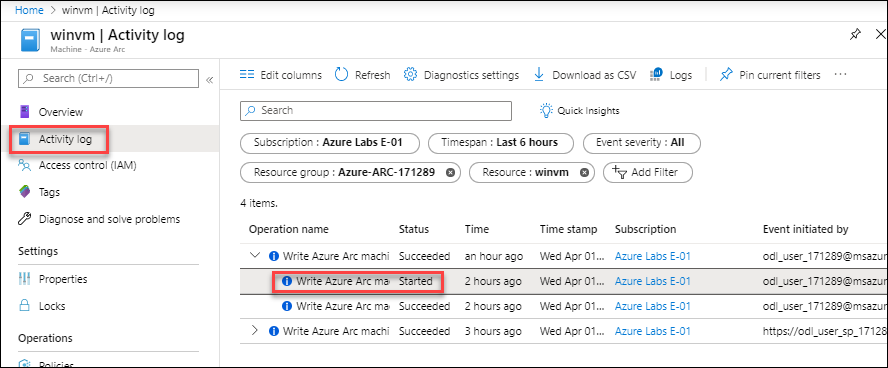 Home > winvm | Activity log
winvm | Activity log
Machine - Azure Arc
Search (Ctrl+/)
«
Overview
Activity log
Access control (IAM)
Tags
Diagnose and solve problems
Settings
Properties
Locks
Operations
Policies
Edit columns Refresh Diagnostics settings Download as CSV Logs Pin current filters ...
Search Quick Insights
Subscription : Azure Labs E-01 Timespan : Last 6 hours Event severity : All
Resource group : Azure-ARC-171289 Resource : winvm Add Filter
4 items.
Operation name Status Time Time stamp Subscription Event initiated by
Write Azure Arc machi Succeeded an hour ago Wed Apr 01... Azure Labs E-01 odl_user_171289@msazur
Write Azure Arc mac Started 2 hours ago Wed Apr 01... Azure Labs E-01 odl_user_171289@msazur
Write Azure Arc mac Succeeded 2 hours ago Wed Apr 01... Azure Labs E-01 odl_user_171289@msazur
Write Azure Arc machi Succeeded 3 hours ago Wed Apr 01... Azure Labs E-01 https://odl_user_sp_17128